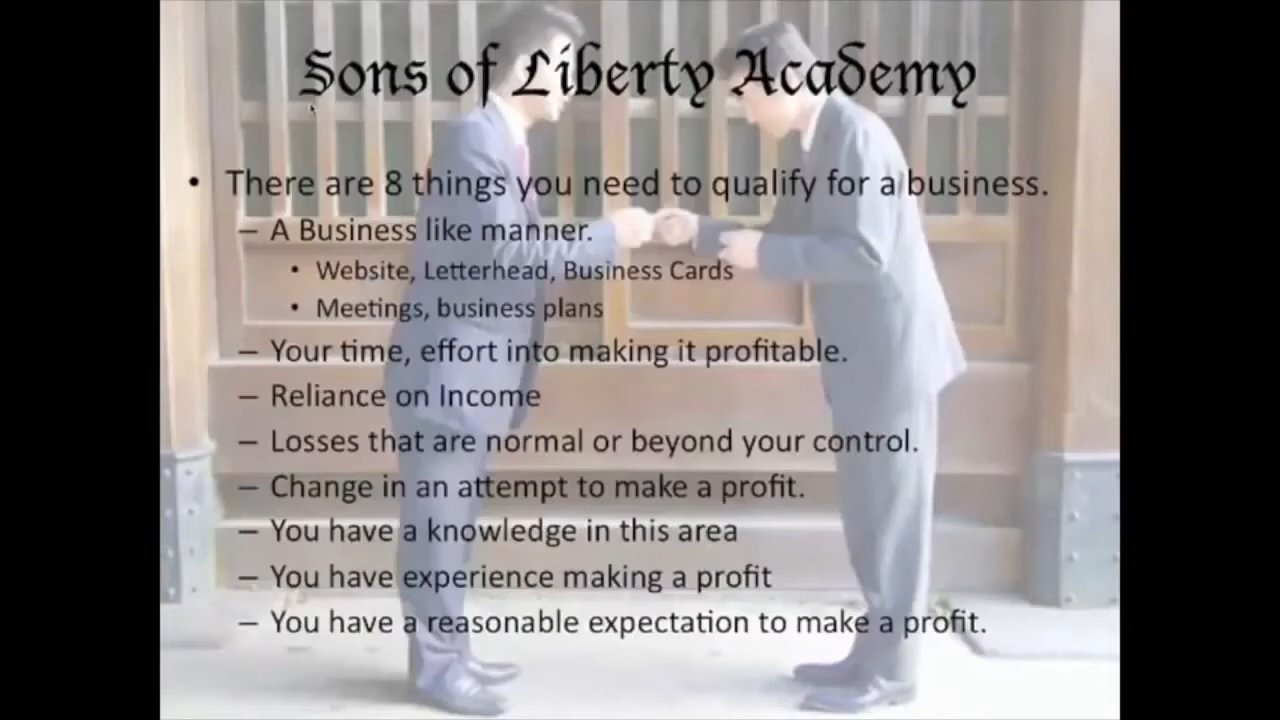 Sons of Liberty Academy
• There are 8 things you need to qualify for a business.
– A Business like manner.
• Website, Letterhead, Business Cards
• Meetings, business plans
– Your time, effort into making it profitable.
– Reliance on Income
– Losses that are normal or beyond your control.
– Change in an attempt to make a profit.
– You have a knowledge in this area
– You have experience making a profit
– You have a reasonable expectation to make a profit.